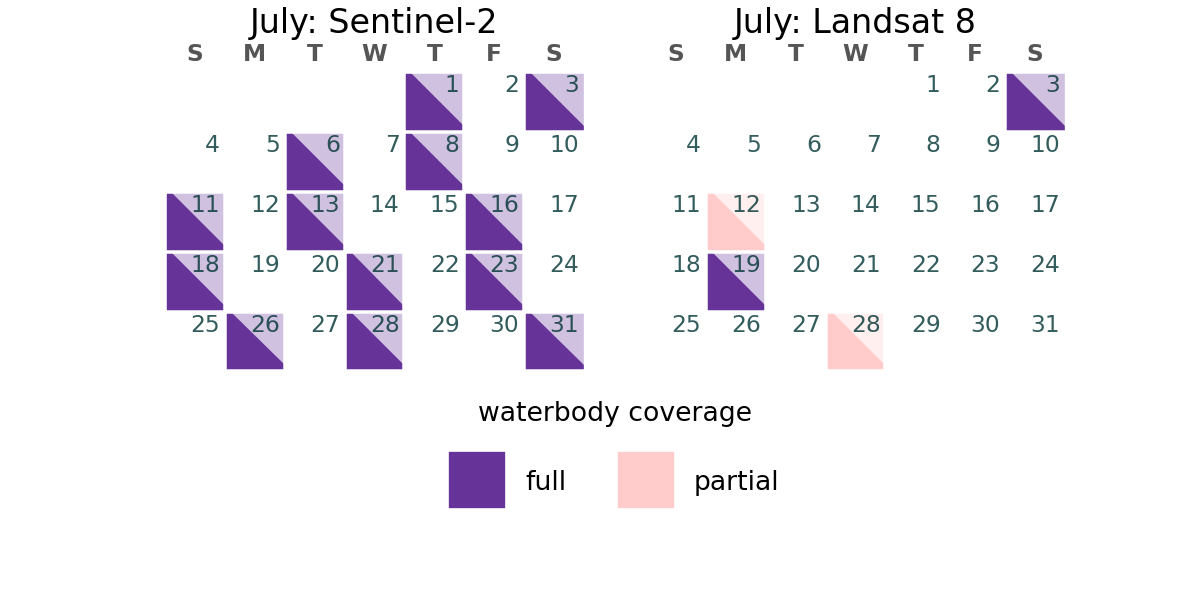 July: Sentinel-2
S M T W T F S
1 2 3
4 5 6 7 8 9 10
11 12 13 14 15 16 17
18 19 20 21 22 23 24
25 26 27 28 29 30 31
July: Landsat 8
S M T W T F S
1 2 3
4 5 6 7 8 9 10
11 12 13 14 15 16 17
18 19 20 21 22 23 24
25 26 27 28 29 30 31
waterbody coverage
full partial